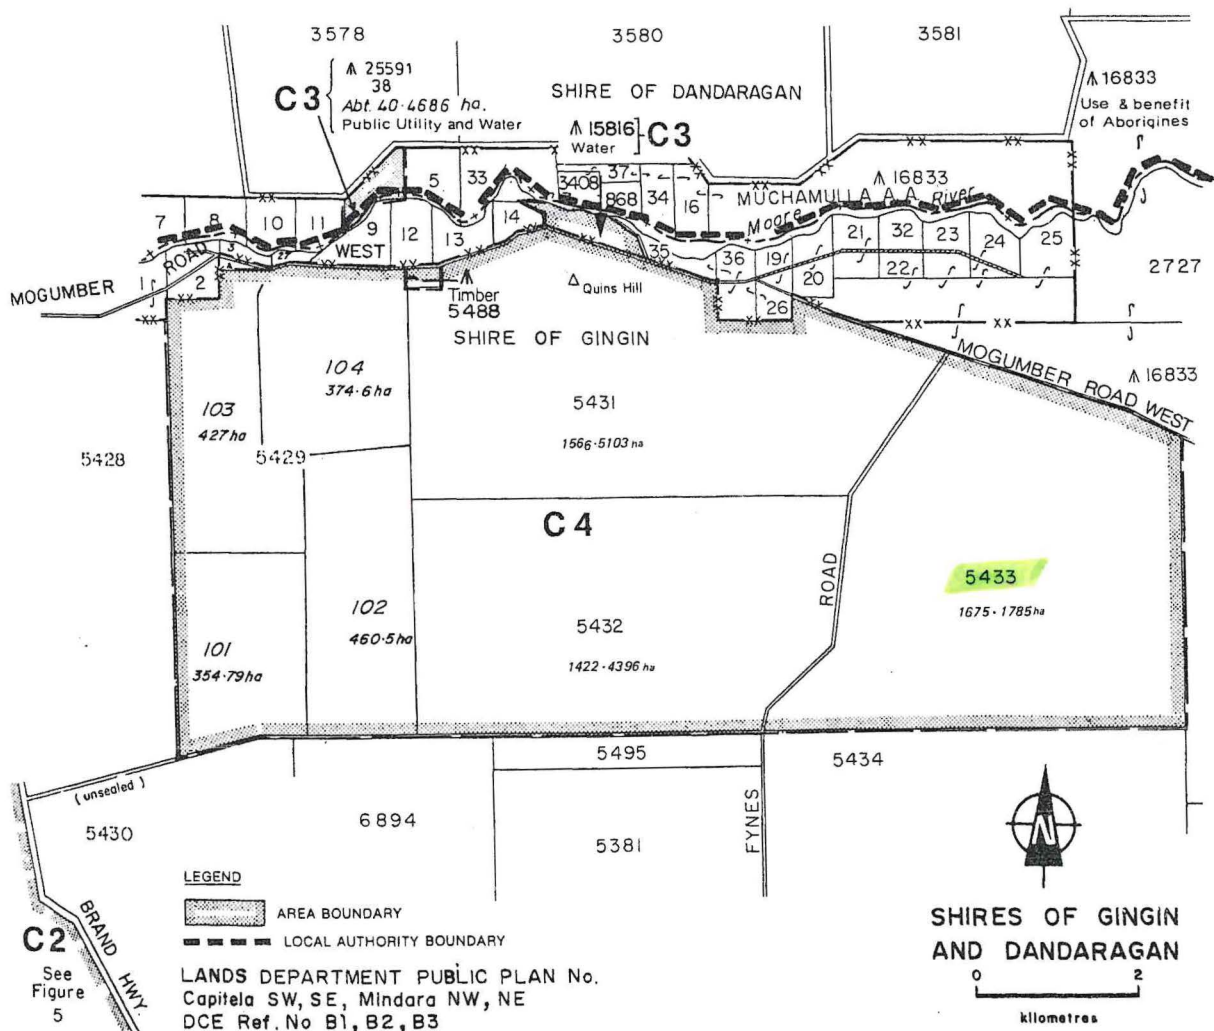 3578
3580
3581
25591
38
C3
Abt. 40·4686 ha.
Public Utility and Water
SHIRE OF DANDARAGAN
15816
Water
C3
16833
Use & benefit
of Aborigines
37
3408
868
34
16
MUCHAMULLA
16833
Moore River
5
33
7
8
10
11
9
12
13
14
35
36
19
20
21
32
23
24
25
22
26
2727
3
27
1
2
MOGUMBER ROAD WEST
Timber
5488
Quins Hill
SHIRE OF GINGIN
MOGUMBER ROAD WEST
16833
104
374·6 ha
103
427 ha
5428
5429
5431
1566·5103 ha
C4
5433
1675·1785 ha
ROAD
102
460·5 ha
101
354·79 ha
5432
1422·4396 ha
5495
5434
(unsealed)
5430
6894
5381
FYNES
BRAND HWY.
C2
See
Figure
5
LEGEND
AREA BOUNDARY
LOCAL AUTHORITY BOUNDARY
LANDS DEPARTMENT PUBLIC PLAN No.
Capitela SW, SE, Mindara NW, NE
DCE Ref. No B1, B2, B3
N
SHIRES OF GINGIN
AND DANDARAGAN
0 2
kilometres